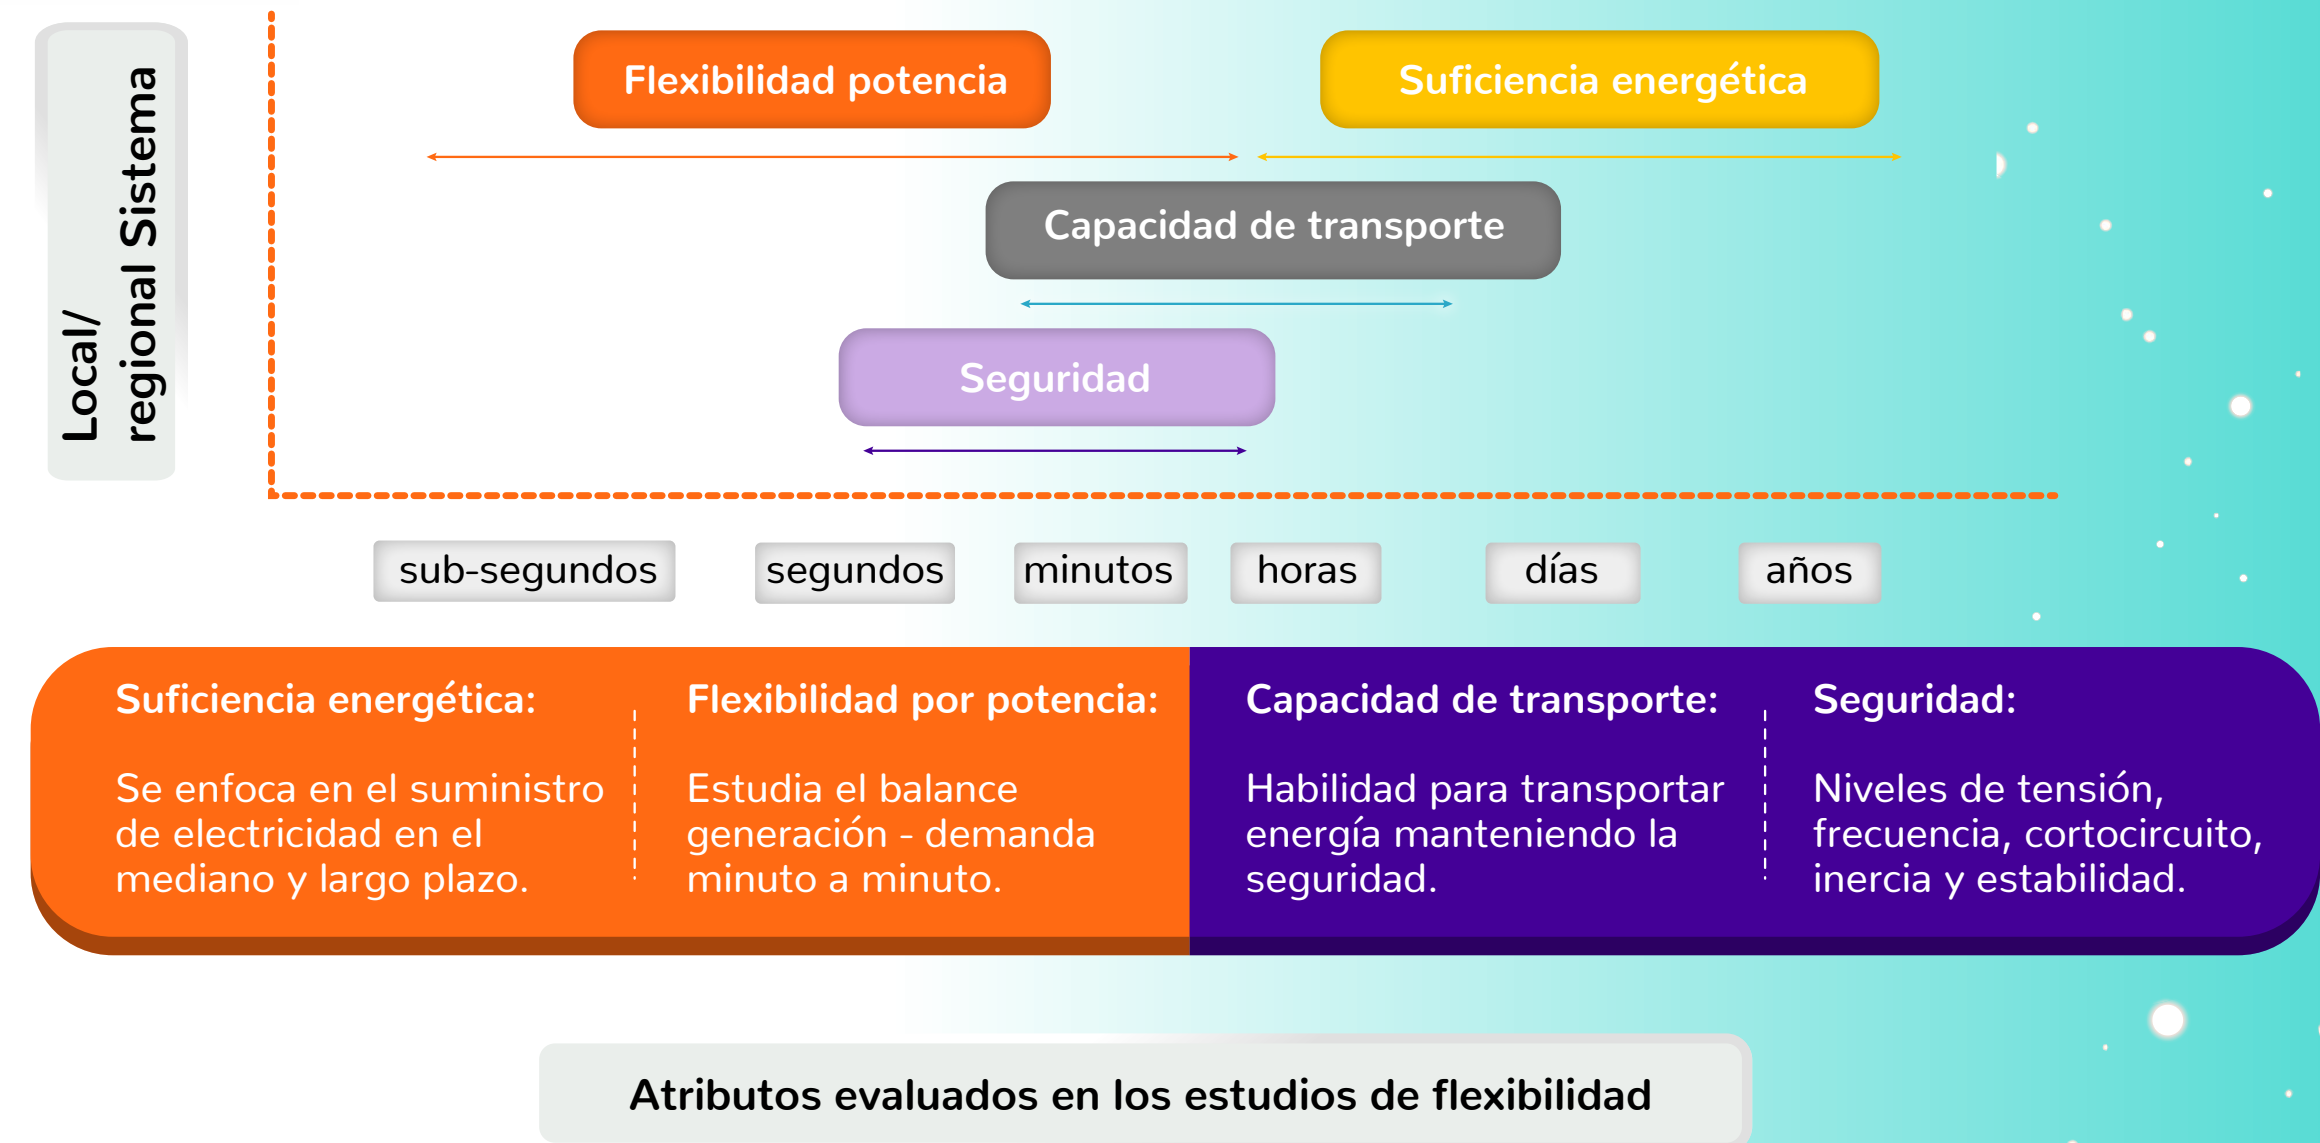 Local/
regional Sistema
Flexibilidad potencia
Suficiencia energética
Capacidad de transporte
Seguridad
sub-segundos
segundos
minutos
horas
días
años
Suficiencia energética:
Se enfoca en el suministro
de electricidad en el
mediano y largo plazo.
Flexibilidad por potencia:
Estudia el balance
generación - demanda
minuto a minuto.
Capacidad de transporte:
Habilidad para transportar
energía manteniendo la
seguridad.
Seguridad:
Niveles de tensión,
frecuencia, cortocircuito,
inercia y estabilidad.
Atributos evaluados en los estudios de flexibilidad